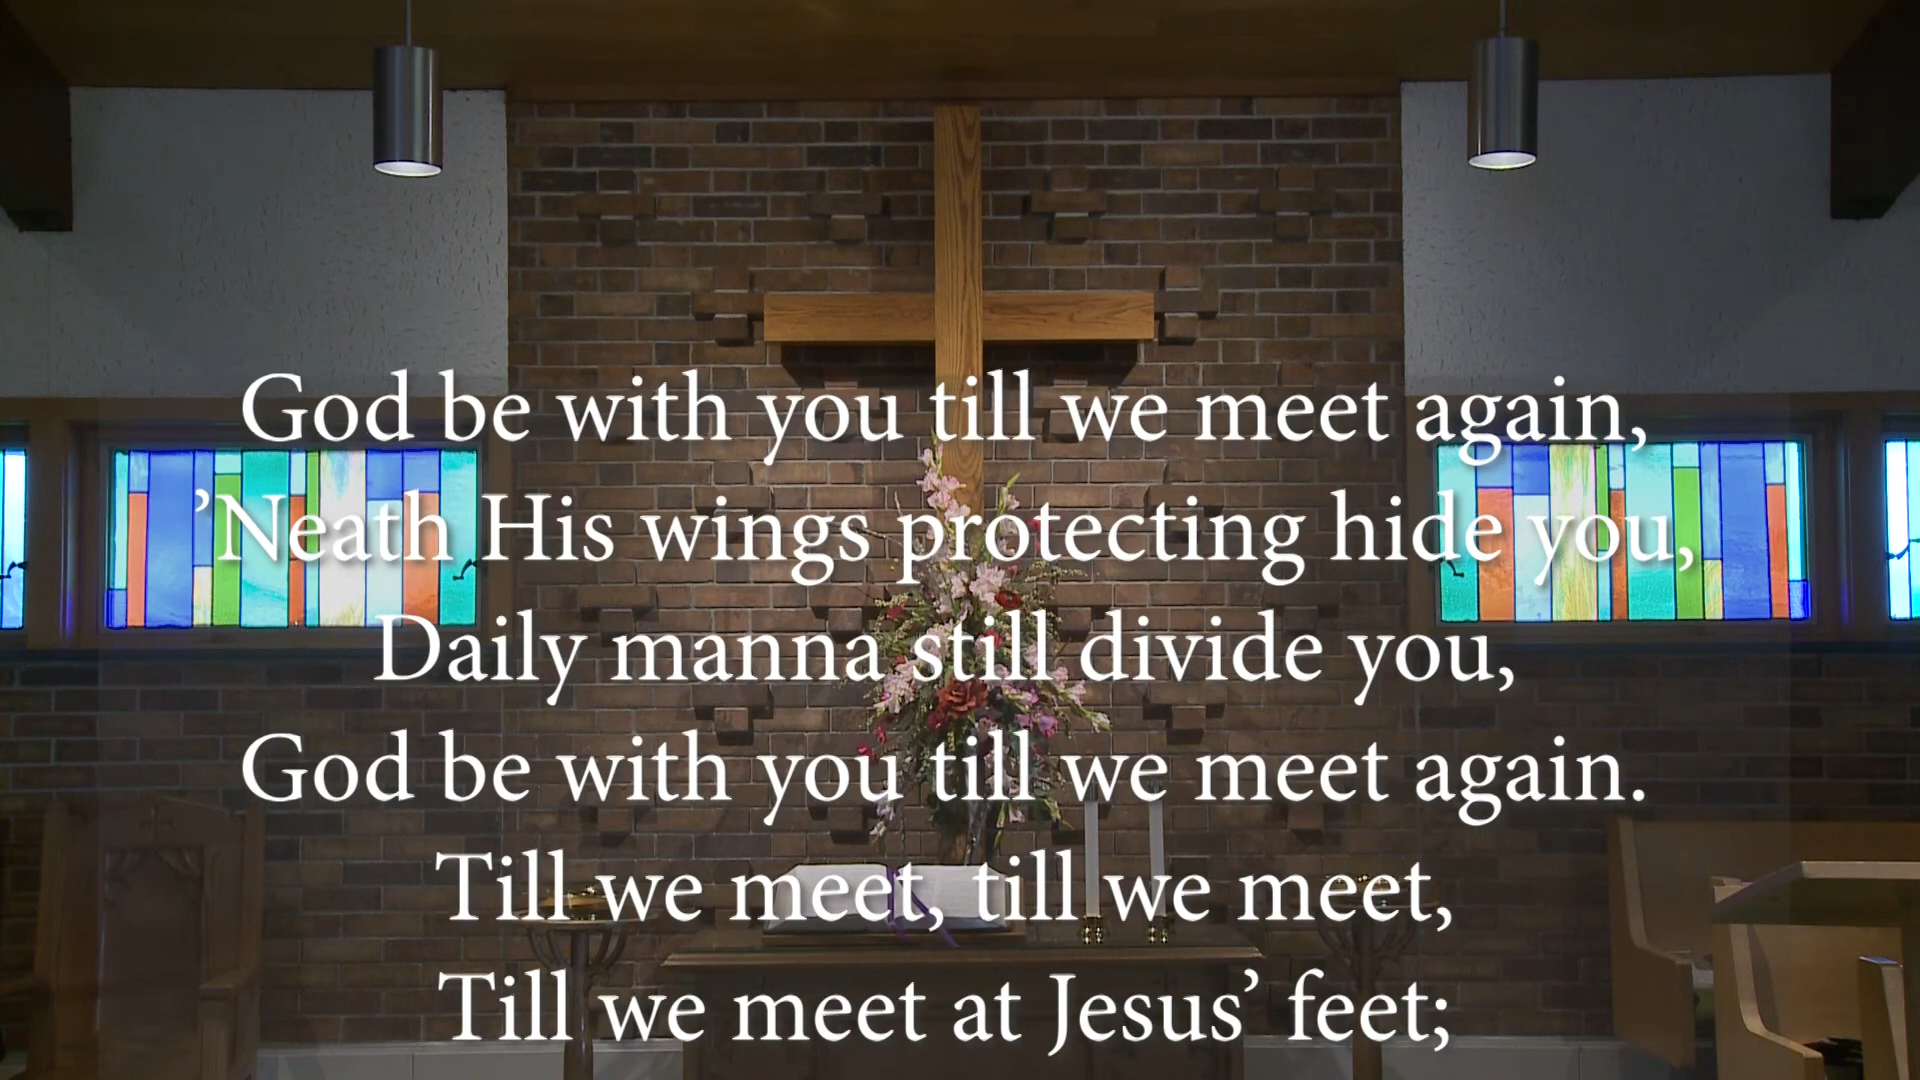 God be with you till we meet again,
’Neath His wings protecting hide you,
Daily manna still divide you,
God be with you till we meet again.
Till we meet, till we meet,
Till we meet at Jesus’ feet;